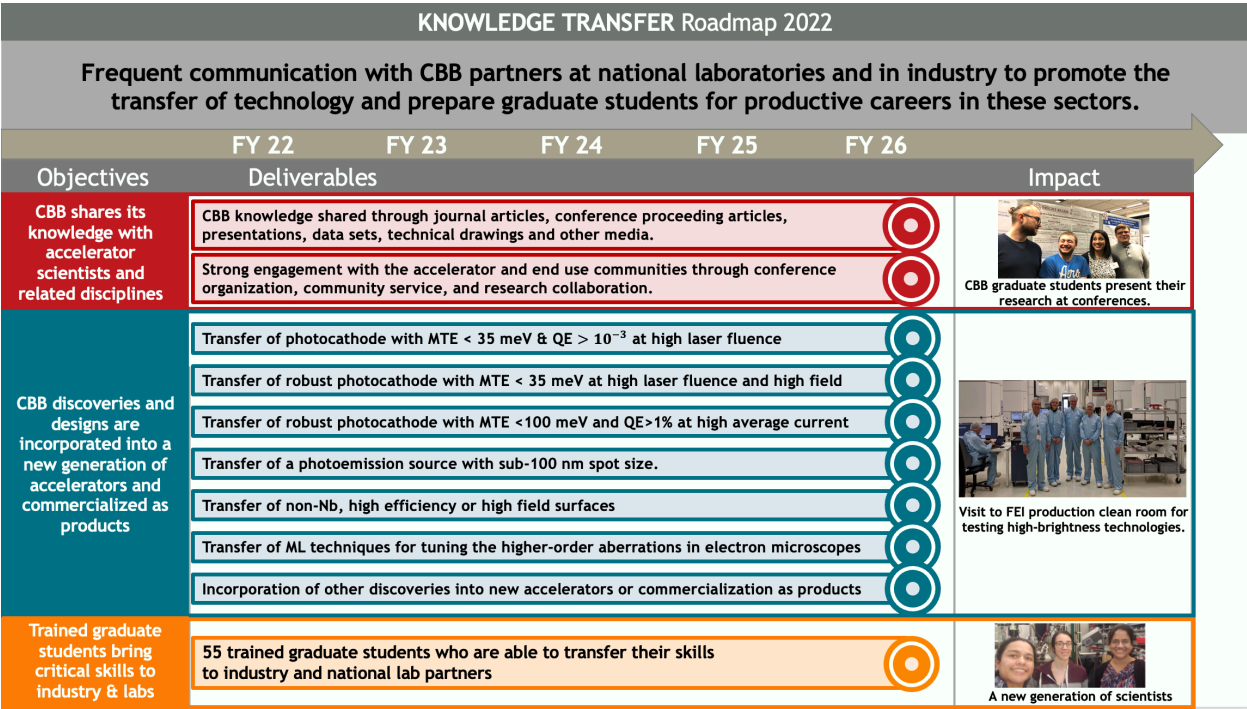 KNOWLEDGE TRANSFER Roadmap 2022
Frequent communication with CBB partners at national laboratories and in industry to promote the
transfer of technology and prepare graduate students for productive careers in these sectors.
FY 22 FY 23 FY 24 FY 25 FY 26
Objectives Deliverables Impact
CBB shares its
knowledge with
accelerator
scientists and
related disciplines
CBB knowledge shared through journal articles, conference proceeding articles,
presentations, data sets, technical drawings and other media.
Strong engagement with the accelerator and end use communities through conference
organization, community service, and research collaboration.
CBB graduate students present their
research at conferences.
CBB discoveries and
designs are
incorporated into a
new generation of
accelerators and
commercialized as
products
Transfer of photocathode with MTE < 35 meV & QE > 10⁻³ at high laser fluence
Transfer of robust photocathode with MTE < 35 meV at high laser fluence and high field
Transfer of robust photocathode with MTE <100 meV and QE>1% at high average current
Transfer of a photoemission source with sub-100 nm spot size.
Transfer of non-Nb, high efficiency or high field surfaces
Transfer of ML techniques for tuning the higher-order aberrations in electron microscopes
Incorporation of other discoveries into new accelerators or commercialization as products
Visit to FEI production clean room for
testing high-brightness technologies.
Trained graduate
students bring
critical skills to
industry & labs
55 trained graduate students who are able to transfer their skills
to industry and national lab partners
A new generation of scientists